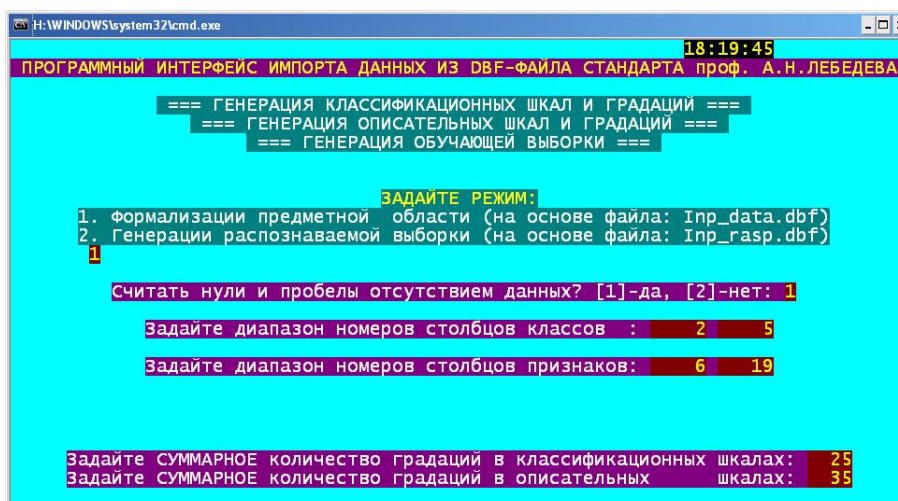 H:\WINDOWS\system32\cmd.exe
18:19:45
ПРОГРАММНЫЙ ИНТЕРФЕЙС ИМПОРТА ДАННЫХ ИЗ DBF-ФАЙЛА СТАНДАРТА проф. А.Н.ЛЕБЕДЕВА
=== ГЕНЕРАЦИЯ КЛАССИФИКАЦИОННЫХ ШКАЛ И ГРАДАЦИЙ ===
=== ГЕНЕРАЦИЯ ОПИСАТЕЛЬНЫХ ШКАЛ И ГРАДАЦИЙ ===
=== ГЕНЕРАЦИЯ ОБУЧАЮЩЕЙ ВЫБОРКИ ===
ЗАДАЙТЕ РЕЖИМ:
1. Формализации предметной области (на основе файла: Inp_data.dbf)
2. Генерации распознаваемой выборки (на основе файла: Inp_rasp.dbf)
1
Считать нули и пробелы отсутствием данных? [1]-да, [2]-нет: 1
Задайте диапазон номеров столбцов классов : 2 5
Задайте диапазон номеров столбцов признаков: 6 19
Задайте СУММАРНОЕ количество градаций в классификационных шкалах: 25
Задайте СУММАРНОЕ количество градаций в описательных шкалах: 35